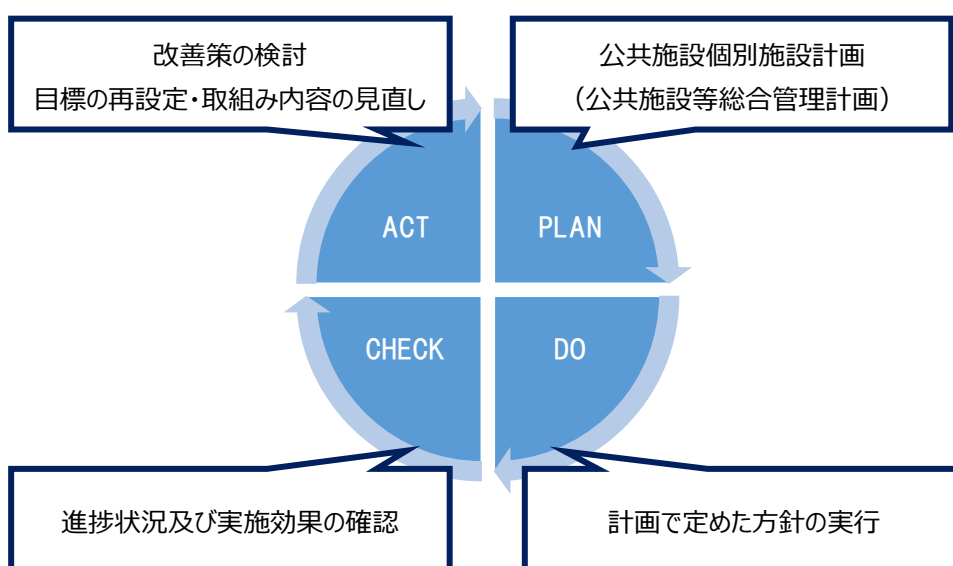 改善策の検討
目標の再設定・取組み内容の見直し
公共施設個別施設計画
（公共施設等総合管理計画）
ACT
PLAN
CHECK
DO
進捗状況及び実施効果の確認
計画で定めた方針の実行